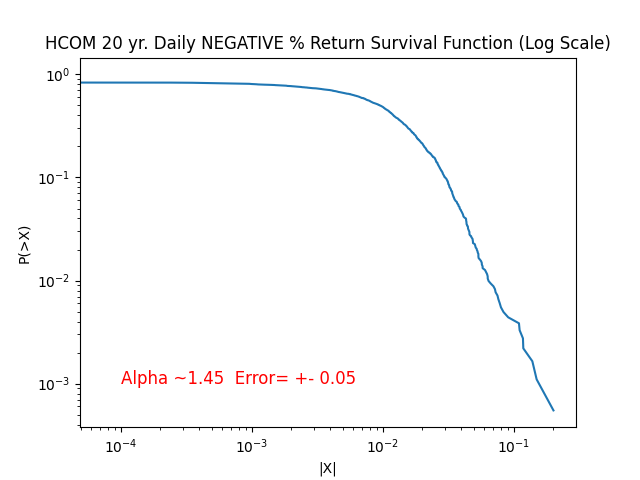 HCOM 20 yr. Daily NEGATIVE % Return Survival Function (Log Scale)
10^0
10^-1
10^-2
10^-3
P(>X)
Alpha ~1.45  Error= +- 0.05
10^-4 10^-3 10^-2 10^-1
|X|